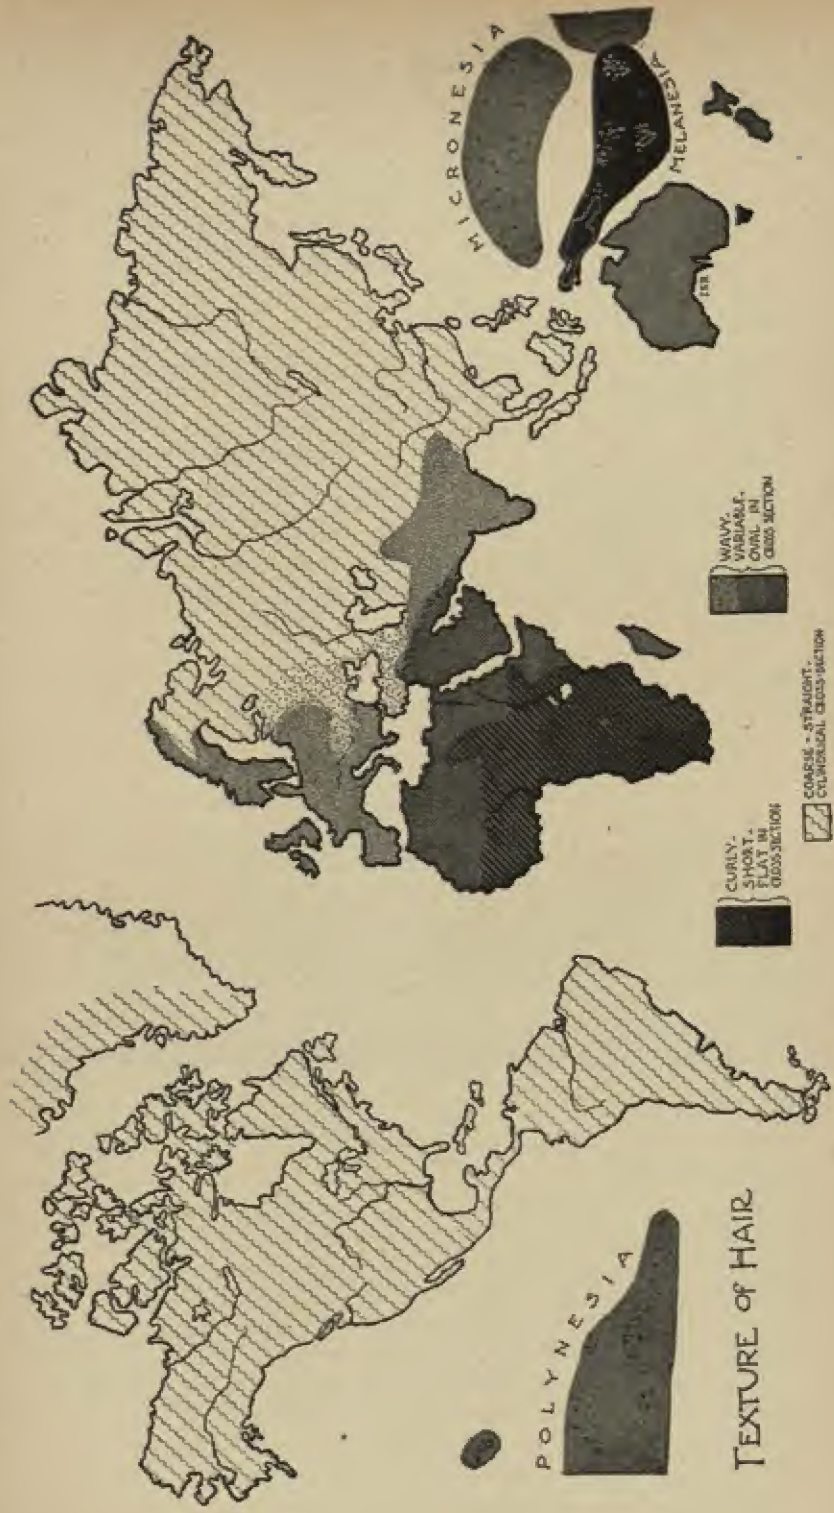 MICRONESIA
MELANESIA
POLYNESIA
TEXTURE OF HAIR
CURLY-
SHORT-
FLAT IN
CROSS SECTION
COARSE - STRAIGHT-
CYLINDRICAL CROSS-SECTION
WAVY-
VARIABLE-
OVAL IN
CROSS SECTION